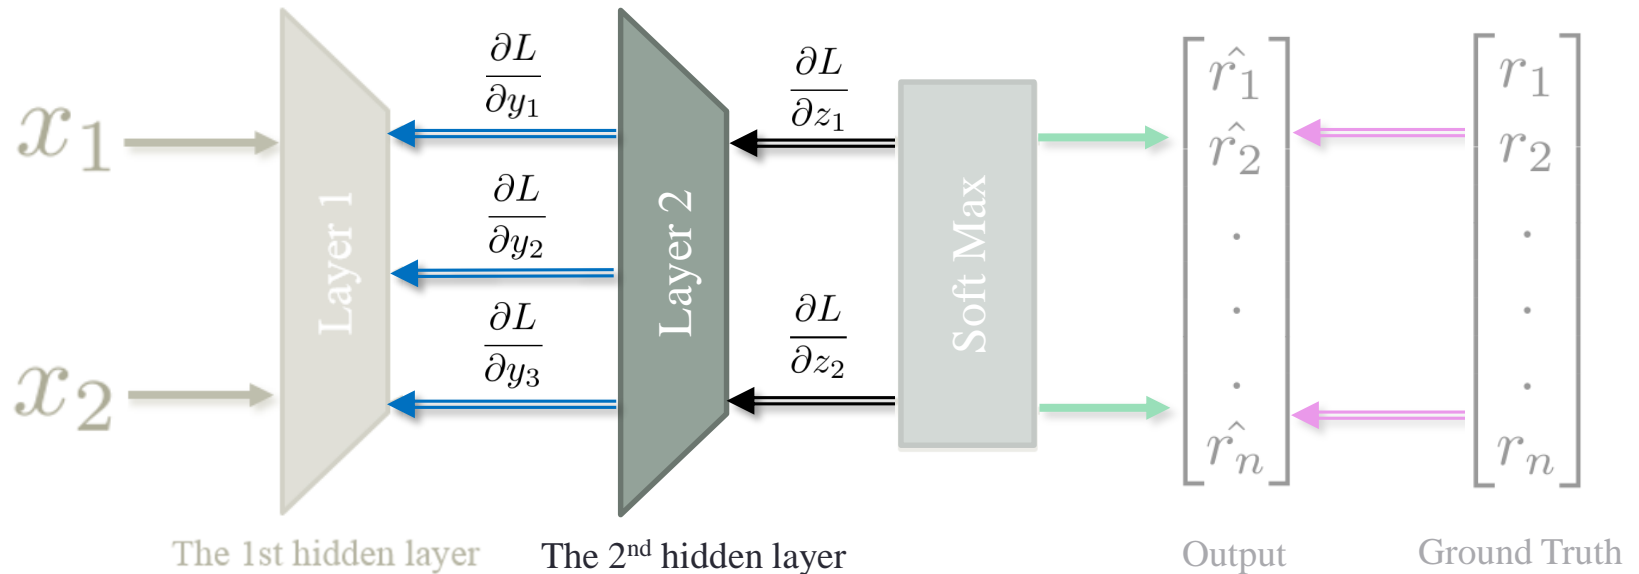 x₁
x₂
Layer 1
∂L/∂y₁
∂L/∂y₂
∂L/∂y₃
Layer 2
∂L/∂z₁
∂L/∂z₂
Soft Max
r̂₁
r̂₂
.
.
.
r̂ₙ
r₁
r₂
.
.
.
rₙ
The 1st hidden layer
The 2ⁿᵈ hidden layer
Output
Ground Truth